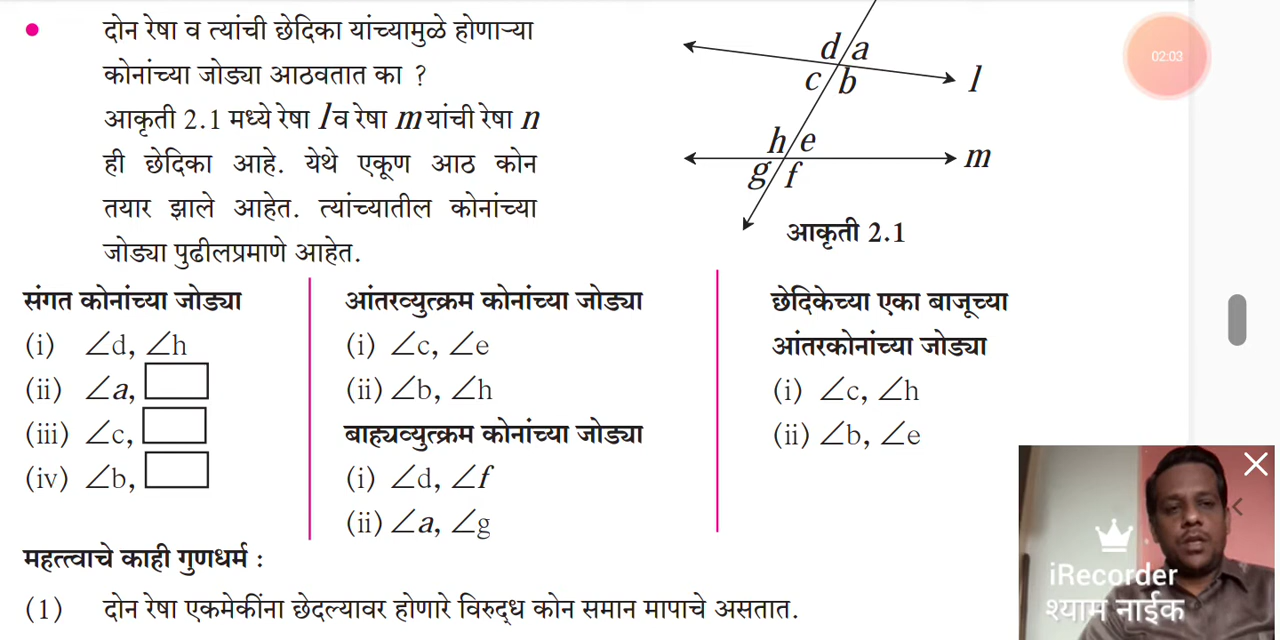 दोन रेषा व त्यांची छेदिका यांच्यामुळे होणाऱ्या
कोनांच्या जोड्या आठवतात का ?
आकृती 2.1 मध्ये रेषा l व रेषा m यांची रेषा n
ही छेदिका आहे. येथे एकूण आठ कोन
तयार झाले आहेत. त्यांच्यातील कोनांच्या
जोड्या पुढीलप्रमाणे आहेत.
d a
c b
l
h e
g f
m
आकृती 2.1
02:03
संगत कोनांच्या जोड्या
(i) ∠d, ∠h
(ii) ∠a,
(iii) ∠c,
(iv) ∠b,
आंतरव्युत्क्रम कोनांच्या जोड्या
(i) ∠c, ∠e
(ii) ∠b, ∠h
बाह्यव्युत्क्रम कोनांच्या जोड्या
(i) ∠d, ∠f
(ii) ∠a, ∠g
छेदिकेच्या एका बाजूच्या
आंतरकोनांच्या जोड्या
(i) ∠c, ∠h
(ii) ∠b, ∠e
महत्त्वाचे काही गुणधर्म :
(1) दोन रेषा एकमेकींना छेदल्यावर होणारे विरुद्ध कोन समान मापाचे असतात.
iRecorder
श्याम नाईक